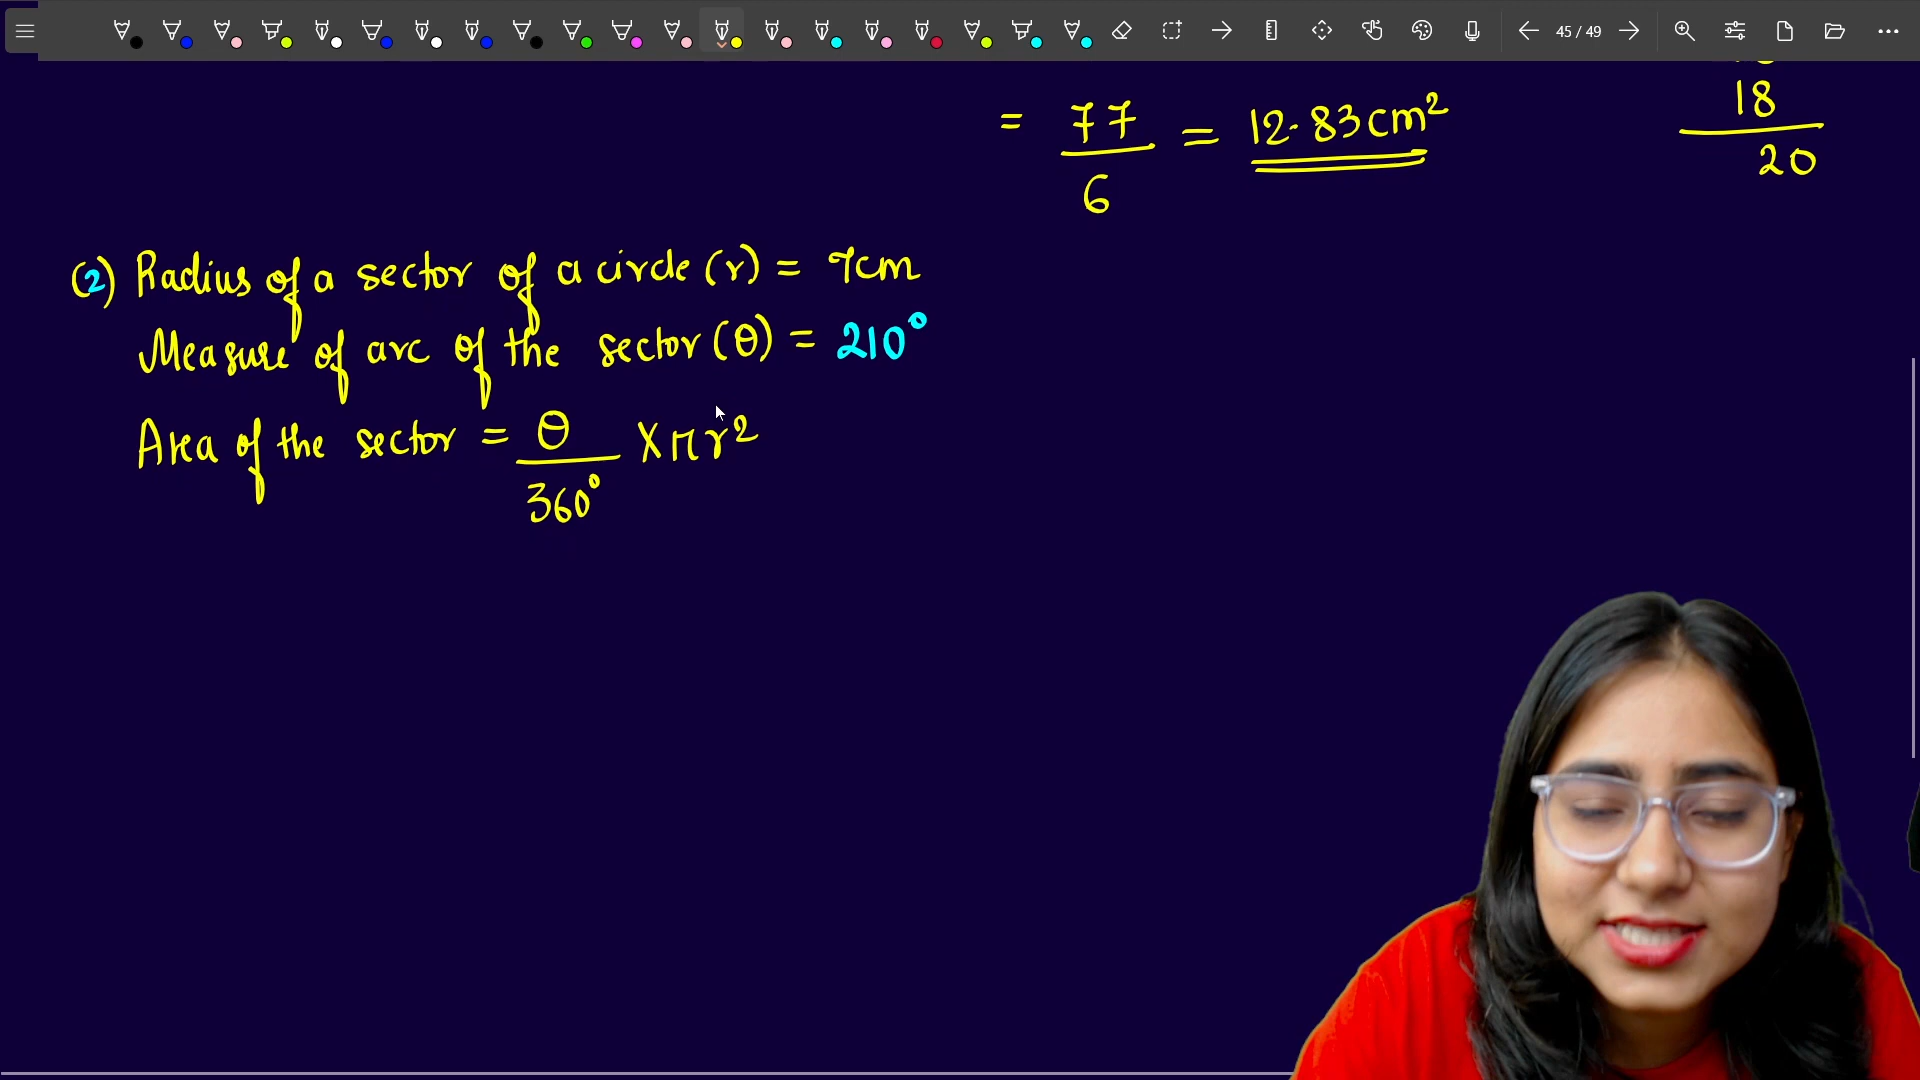 45 / 49
18
20
= 77/6 = 12.83cm²
(2) Radius of a sector of a circle (r) = 7cm
Measure of arc of the sector (θ) = 210°
Area of the sector = θ/360° × πr²